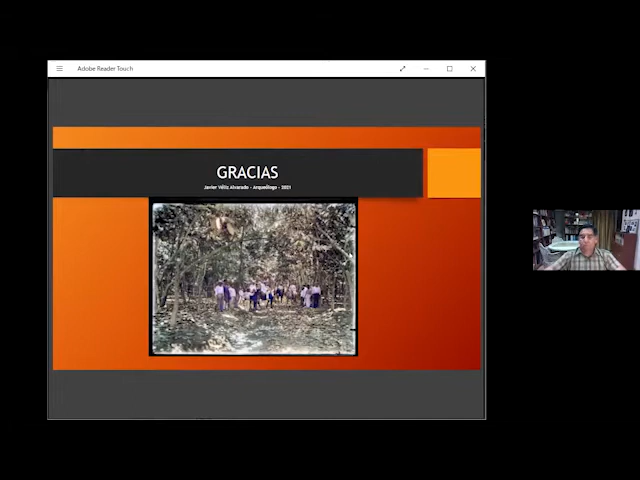 Adobe Reader Touch
GRACIAS
Javier Véliz Alvarado - Arqueólogo - 2021